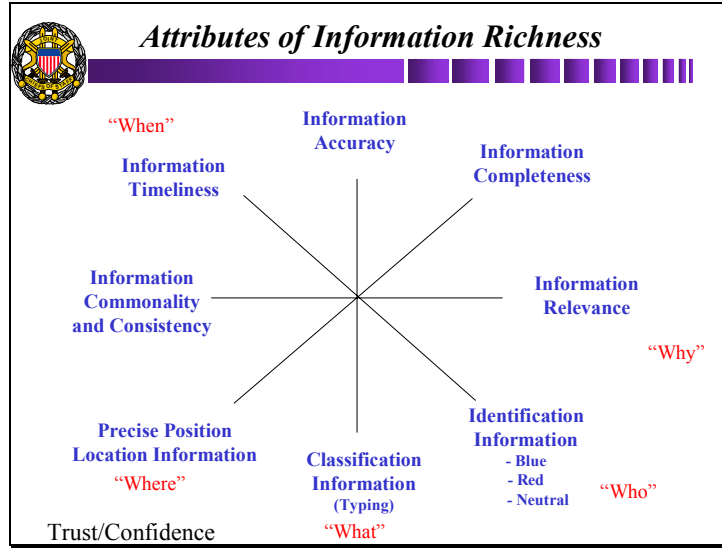 Attributes of Information Richness
“When”
Information
Accuracy
Information
Completeness
Information
Timeliness
Information
Commonality
and Consistency
Information
Relevance
“Why”
Precise Position
Location Information
“Where”
Classification
Information
(Typing)
“What”
Identification
Information
- Blue
- Red
- Neutral
“Who”
Trust/Confidence